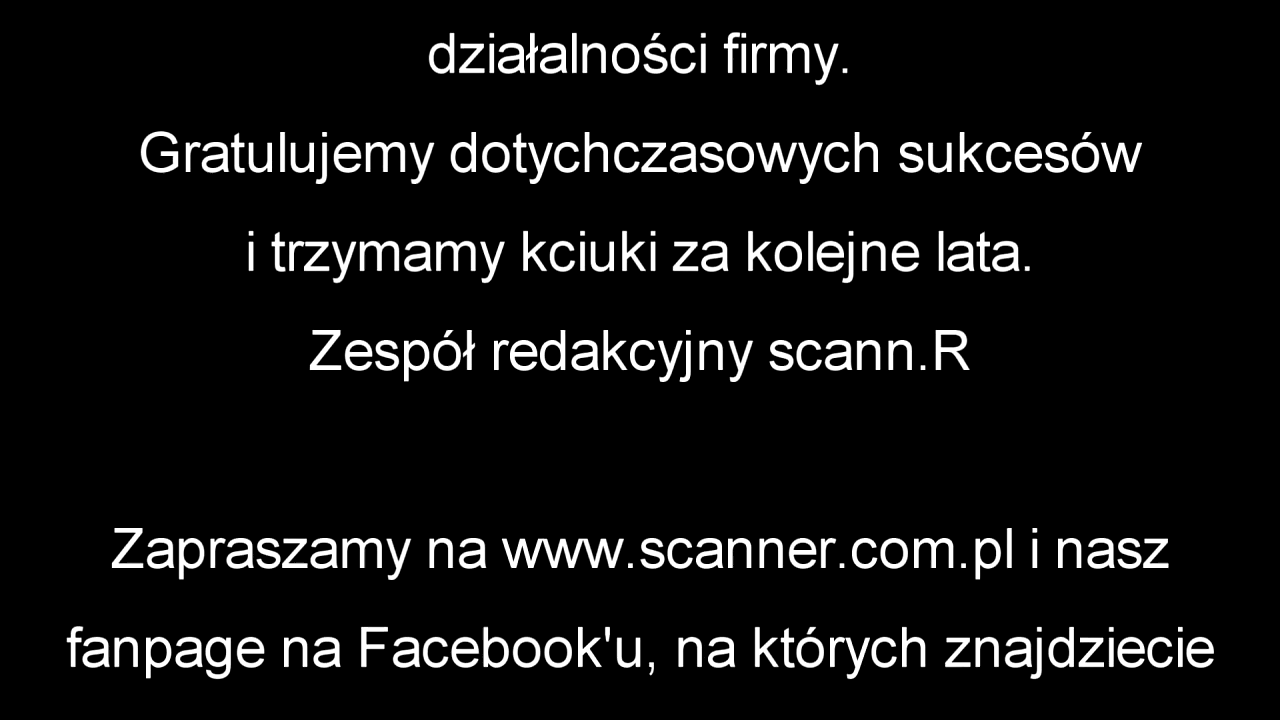 działalności firmy.
Gratulujemy dotychczasowych sukcesów
i trzymamy kciuki za kolejne lata.
Zespół redakcyjny scann.R
Zapraszamy na www.scanner.com.pl i nasz
fanpage na Facebook'u, na których znajdziecie